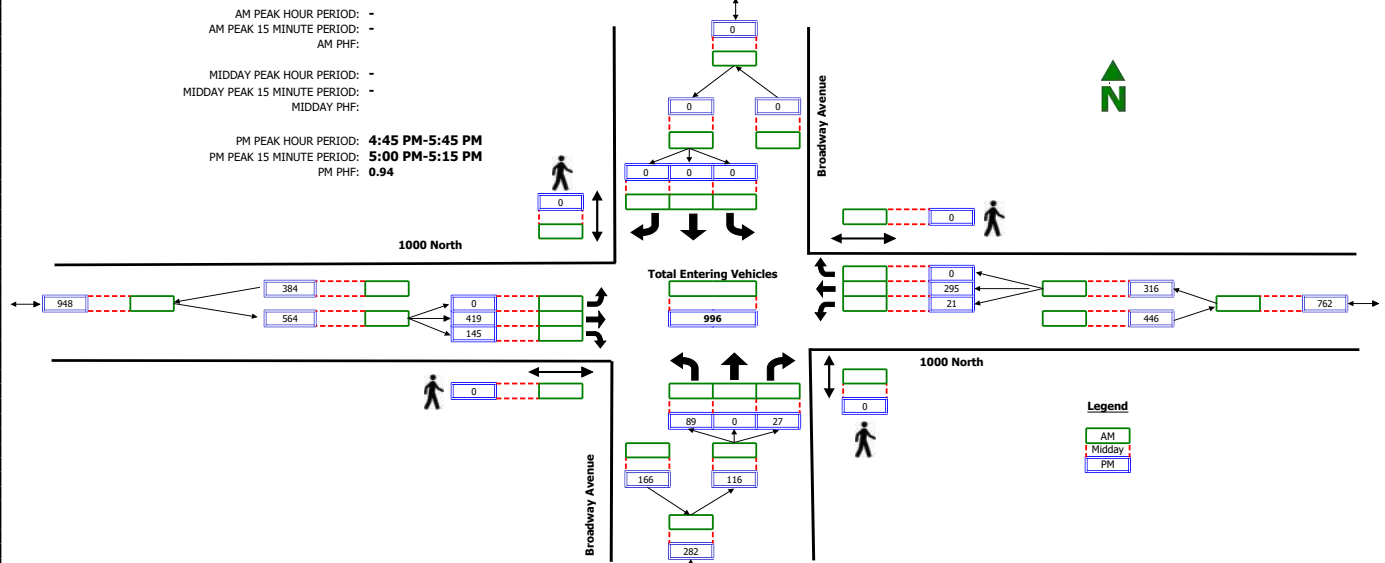 AM PEAK HOUR PERIOD: -
AM PEAK 15 MINUTE PERIOD: -
AM PHF:
MIDDAY PEAK HOUR PERIOD: -
MIDDAY PEAK 15 MINUTE PERIOD: -
MIDDAY PHF:
PM PEAK HOUR PERIOD: 4:45 PM-5:45 PM
PM PEAK 15 MINUTE PERIOD: 5:00 PM-5:15 PM
PM PHF: 0.94
0
0 0
0 0 0
Broadway Avenue
N
0
0
1000 North
Total Entering Vehicles
996
948
384
564
0
419
145
0
295
21
316
446
762
0
1000 North
0
89 0 27
166 116
282
Broadway Avenue
Legend
AM
Midday
PM